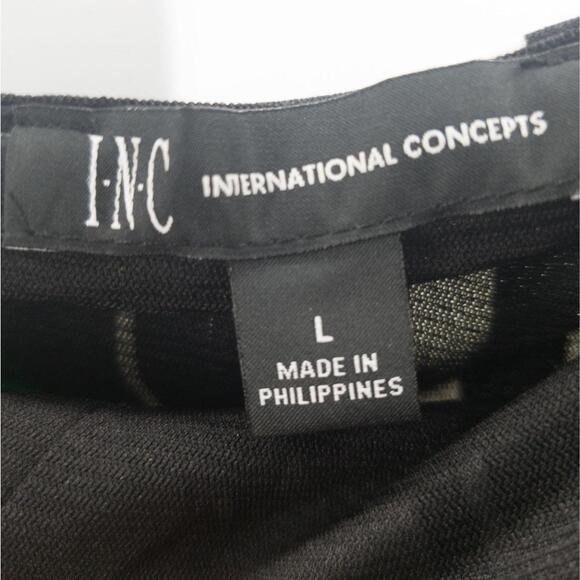 I·N·C INTERNATIONAL CONCEPTS
L
MADE IN
PHILIPPINES